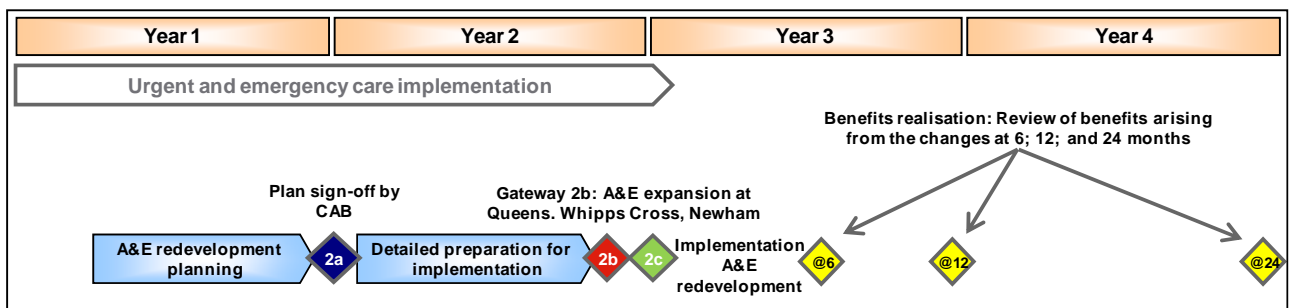 Year 1
Year 2
Year 3
Year 4
Urgent and emergency care implementation
Benefits realisation: Review of benefits arising
from the changes at 6; 12; and 24 months
Plan sign-off by
CAB
Gateway 2b: A&E expansion at
Queens. Whipps Cross, Newham
A&E redevelopment
planning
2a
Detailed preparation for
implementation
2b
2c
Implementation
A&E
redevelopment
@6
@12
@24